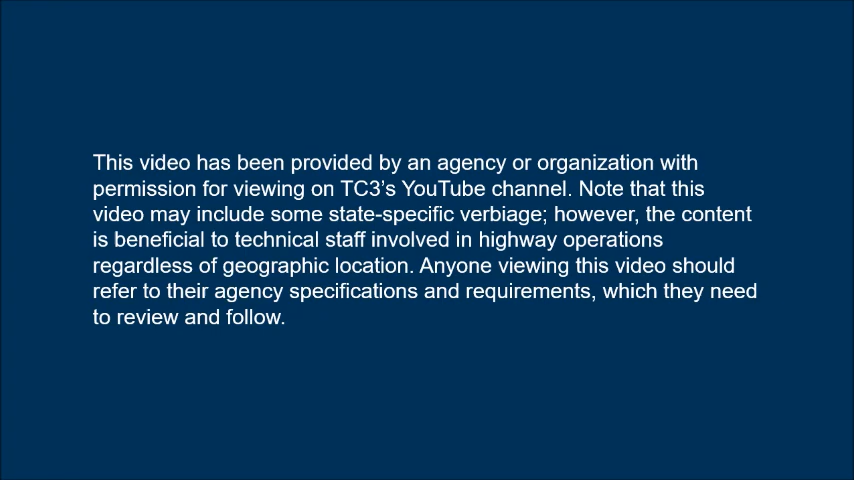 This video has been provided by an agency or organization with
permission for viewing on TC3’s YouTube channel. Note that this
video may include some state-specific verbiage; however, the content
is beneficial to technical staff involved in highway operations
regardless of geographic location. Anyone viewing this video should
refer to their agency specifications and requirements, which they need
to review and follow.